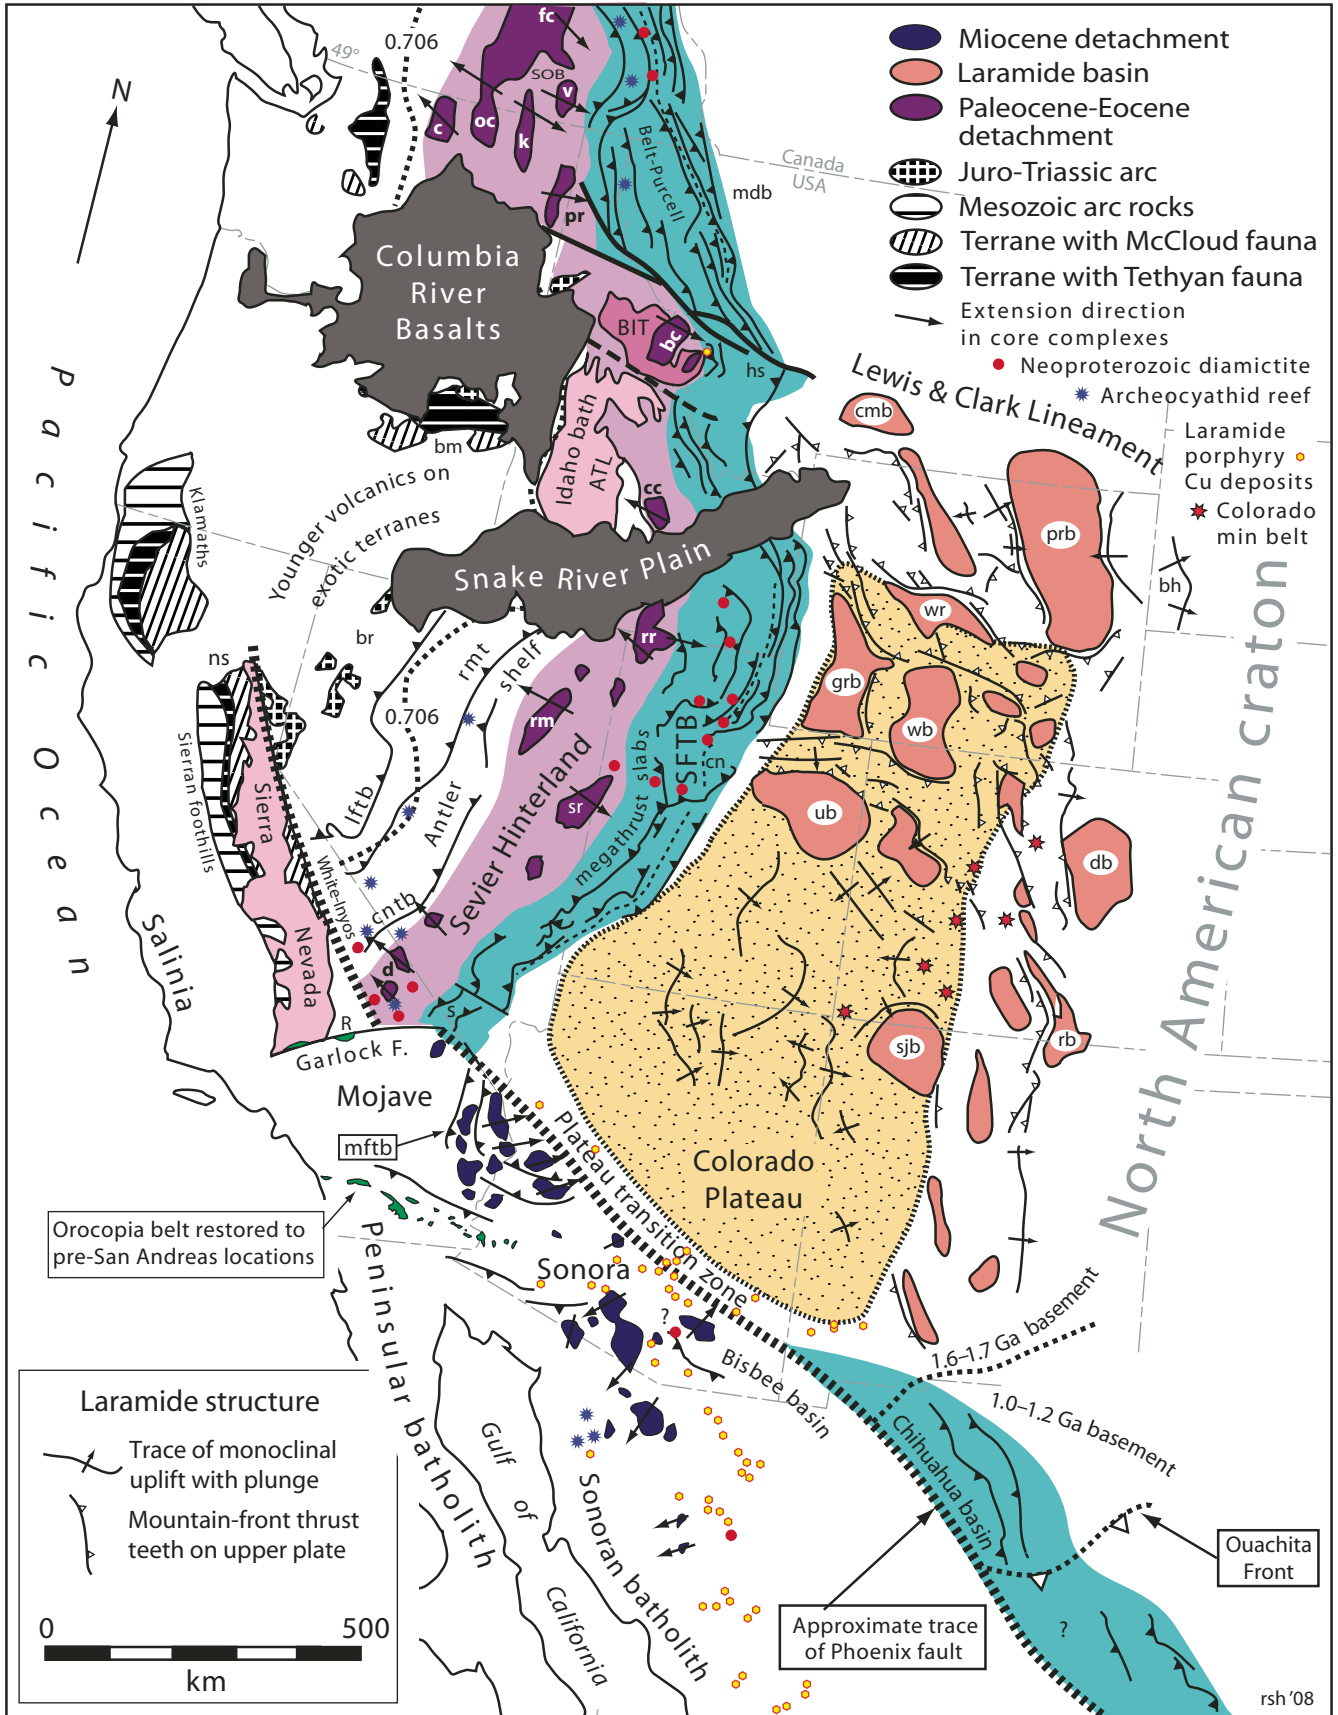 Miocene detachment
Laramide basin
Paleocene-Eocene
detachment
Juro-Triassic arc
Mesozoic arc rocks
Terrane with McCloud fauna
Terrane with Tethyan fauna
Extension direction
in core complexes
Neoproterozoic diamictite
Archeocyathid reef
Laramide
porphyry
Cu deposits
Colorado
min belt
N
49°
0.706
fc
SOB
v
c
oc
k
pr
Belt-Purcell
mdb
Canada
USA
Columbia
River
Basalts
BIT
bc
hs
Lewis & Clark Lineament
cmb
bm
Idaho bath
ATL
cc
prb
bh
Pacific Ocean
Klamaths
Younger volcanics on
exotic terranes
Snake River Plain
wr
br
rmt
shelf
rr
grb
wb
ns
0.706
rm
Sierran foothills
Sierra
Nevada
lftb
Antler
Sevier Hinterland
sr
megathrust slabs
SFTB
cn
ub
db
White-Inyos
cntb
d
s
Salinia
R
Garlock F.
sjb
rb
North American craton
Mojave
mftb
Plateau transition zone
Colorado
Plateau
Orocopia belt restored to
pre-San Andreas locations
Peninsular batholith
Sonora
?
Bisbee basin
1.6–1.7 Ga basement
1.0–1.2 Ga basement
Chihuahua basin
Gulf of California
Sonoran batholith
Ouachita
Front
Approximate trace
of Phoenix fault
?
Laramide structure
Trace of monoclinal
uplift with plunge
Mountain-front thrust
teeth on upper plate
0 500
km
rsh '08